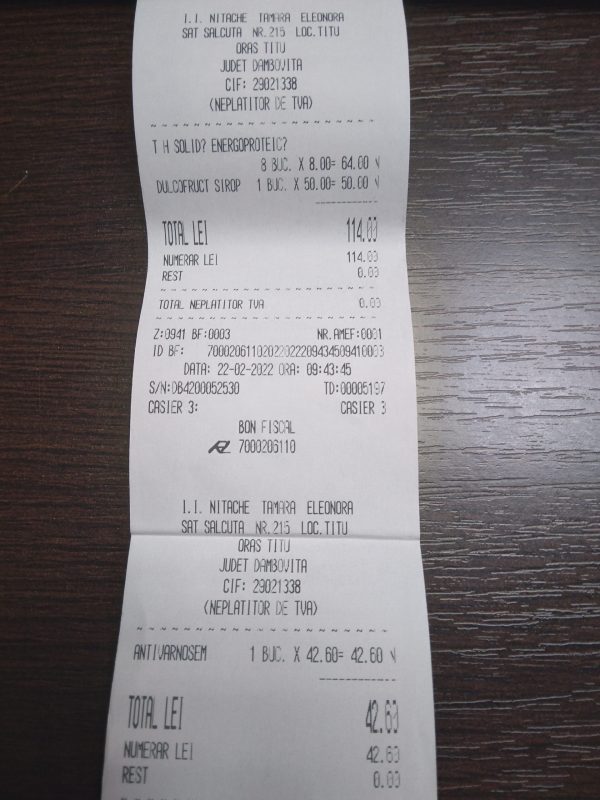 I.I. NITACHE TAMARA ELEONORA
SAT SALCUTA NR.215 LOC.TITU
ORAS TITU
JUDET DAMBOVITA
CIF: 29021338
(NEPLATITOR DE TVA)
~ ~ ~ ~ ~ ~ ~ ~ ~ ~ ~ ~ ~ ~ ~ ~ ~ ~ ~ ~
T H SOLID? ENERGOPROTEIC?
8 BUC. X 8.00= 64.00 N
DULCOFRUCT SIROP 1 BUC. X 50.00= 50.00 N
-------------
TOTAL LEI 114.00
NUMERAR LEI 114.00
REST 0.00
~ ~ ~ ~ ~ ~ ~ ~ ~ ~ ~ ~ ~ ~ ~ ~ ~ ~ ~ ~
TOTAL NEPLATITOR TVA 0.00
~ ~ ~ ~ ~ ~ ~ ~ ~ ~ ~ ~ ~ ~ ~ ~ ~ ~ ~ ~
Z:0941 BF:0003 NR.AMEF:0001
ID BF: 70002061102022022209434509410003
DATA: 22-02-2022 ORA: 09:43:45
S/N:DB4200052530 TD:00005197
CASIER 3: CASIER 3
BON FISCAL
7000206110
I.I. NITACHE TAMARA ELEONORA
SAT SALCUTA NR.215 LOC.TITU
ORAS TITU
JUDET DAMBOVITA
CIF: 29021338
(NEPLATITOR DE TVA)
~ ~ ~ ~ ~ ~ ~ ~ ~ ~ ~ ~ ~ ~ ~ ~ ~ ~ ~ ~
ANTIVARNOSEM 1 BUC. X 42.60= 42.60 N
-------------
TOTAL LEI 42.60
NUMERAR LEI 42.60
REST 0.00